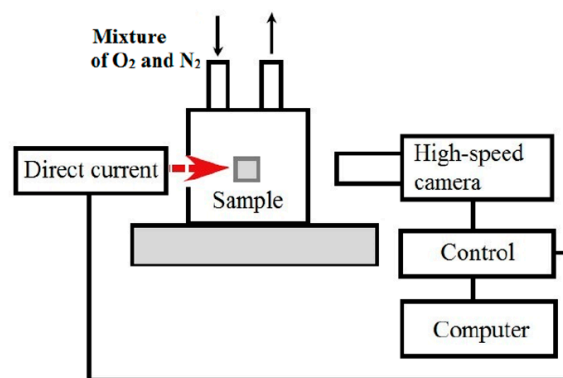 Mixture
of O₂ and N₂
Direct current
Sample
High-speed
camera
Control
Computer